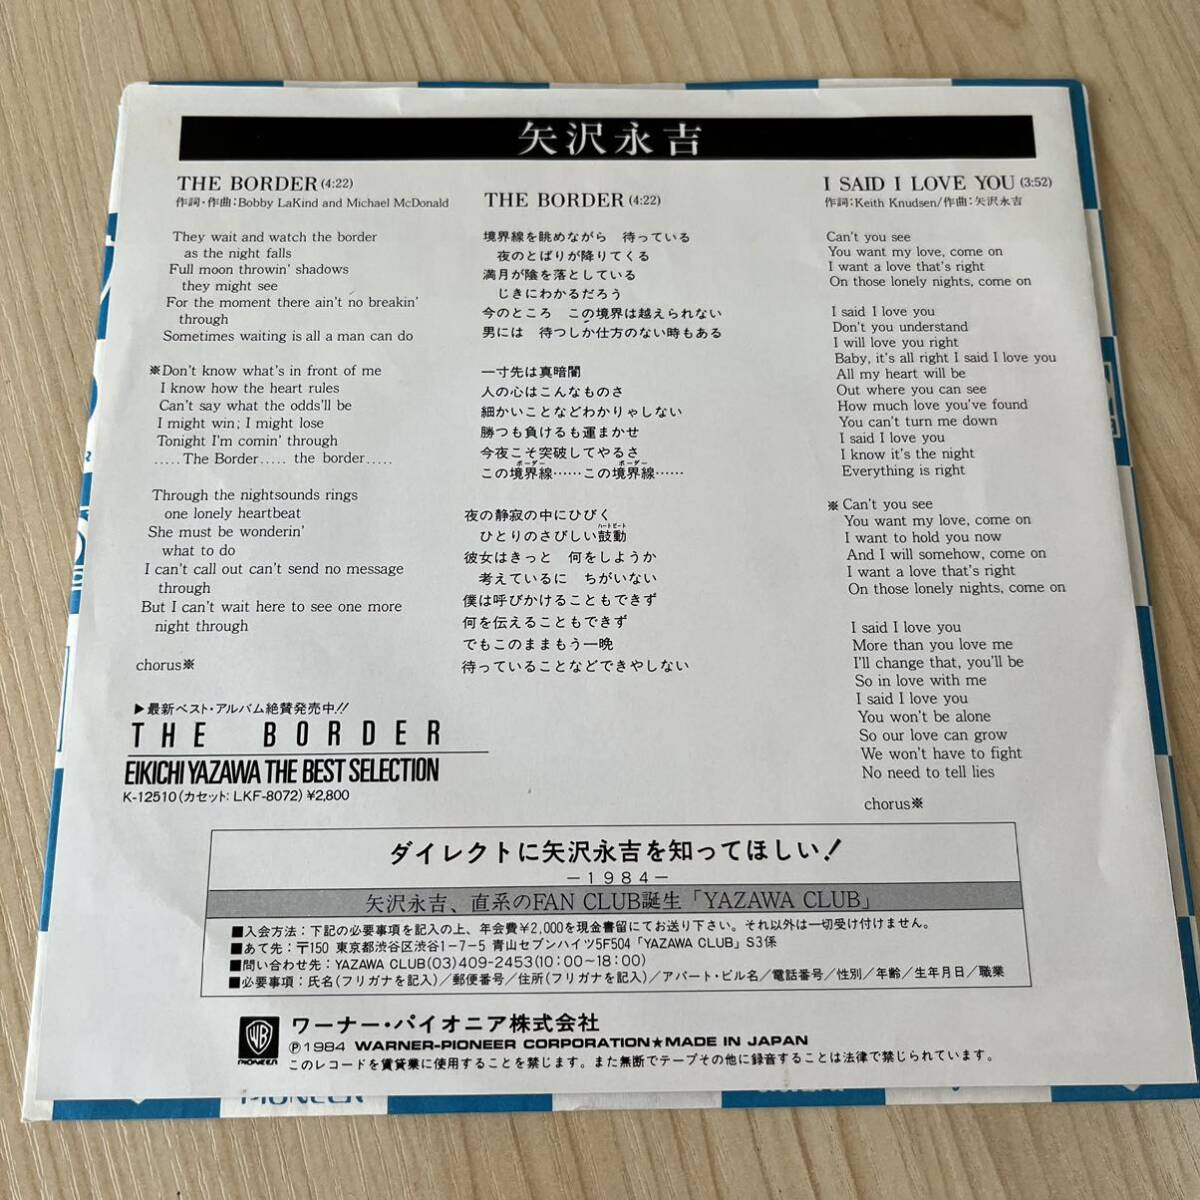 矢沢永吉
THE BORDER(4:22)
作詞・作曲:Bobby LaKind and Michael McDonald
They wait and watch the border
as the night falls
Full moon throwin' shadows
they might see
For the moment there ain't no breakin'
through
Sometimes waiting is all a man can do
※Don't know what's in front of me
I know how the heart rules
Can't say what the odds'll be
I might win; I might lose
Tonight I'm comin' through
.....The Border..... the border.....
Through the nightsounds rings
one lonely heartbeat
She must be wonderin'
what to do
I can't call out can't send no message
through
But I can't wait here to see one more
night through
chorus※
THE BORDER(4:22)
境界線を眺めながら 待っている
夜のとばりが降りてくる
満月が陰を落としている
じきにわかるだろう
今のところ この境界は越えられない
男には 待つしか仕方のない時もある
一寸先は真暗闇
人の心はこんなものさ
細かいことなどわかりゃしない
勝つも負けるも運まかせ
今夜こそ突破してやるさ
ボーダー ボーダー
この境界線……この境界線……
夜の静寂の中にひびく
ハートビート
ひとりのさびしい鼓動
彼女はきっと 何をしようか
考えているに ちがいない
僕は呼びかけることもできず
何を伝えることもできず
でもこのままもう一晩
待っていることなどできやしない
I SAID I LOVE YOU(3:52)
作詞:Keith Knudsen/作曲:矢沢永吉
Can't you see
You want my love, come on
I want a love that's right
On those lonely nights, come on
I said I love you
Don't you understand
I will love you right
Baby, it's all right I said I love you
All my heart will be
Out where you can see
How much love you've found
You can't turn me down
I said I love you
I know it's the night
Everything is right
※Can't you see
You want my love, come on
I want to hold you now
And I will somehow, come on
I want a love that's right
On those lonely nights, come on
I said I love you
More than you love me
I'll change that, you'll be
So in love with me
I said I love you
You won't be alone
So our love can grow
We won't have to fight
No need to tell lies
chorus※
▶最新ベスト・アルバム絶賛発売中!!
THE BORDER
EIKICHI YAZAWA THE BEST SELECTION
K-12510(カセット:LKF-8072)¥2,800
ダイレクトに矢沢永吉を知ってほしい!
−1984−
矢沢永吉、直系のFAN CLUB誕生「YAZAWA CLUB」
■入会方法:下記の必要事項を記入の上、年会費¥2,000を現金書留にてお送り下さい。それ以外は一切受け付けません。
■あて先:〒150 東京都渋谷区渋谷1-7-5 青山セブンハイツ5F504「YAZAWA CLUB」S3係
■問い合わせ先:YAZAWA CLUB(03)409-2453(10:00〜18:00)
■必要事項:氏名(フリガナを記入)/郵便番号/住所(フリガナを記入)/アパート・ビル名/電話番号/性別/年齢/生年月日/職業
WB PIONEER
ワーナー・パイオニア株式会社
Ⓟ1984 WARNER-PIONEER CORPORATION★MADE IN JAPAN
このレコードを賃貸業に使用することを禁じます。また無断でテープその他に録音することは法律で禁じられています。
PIONEER